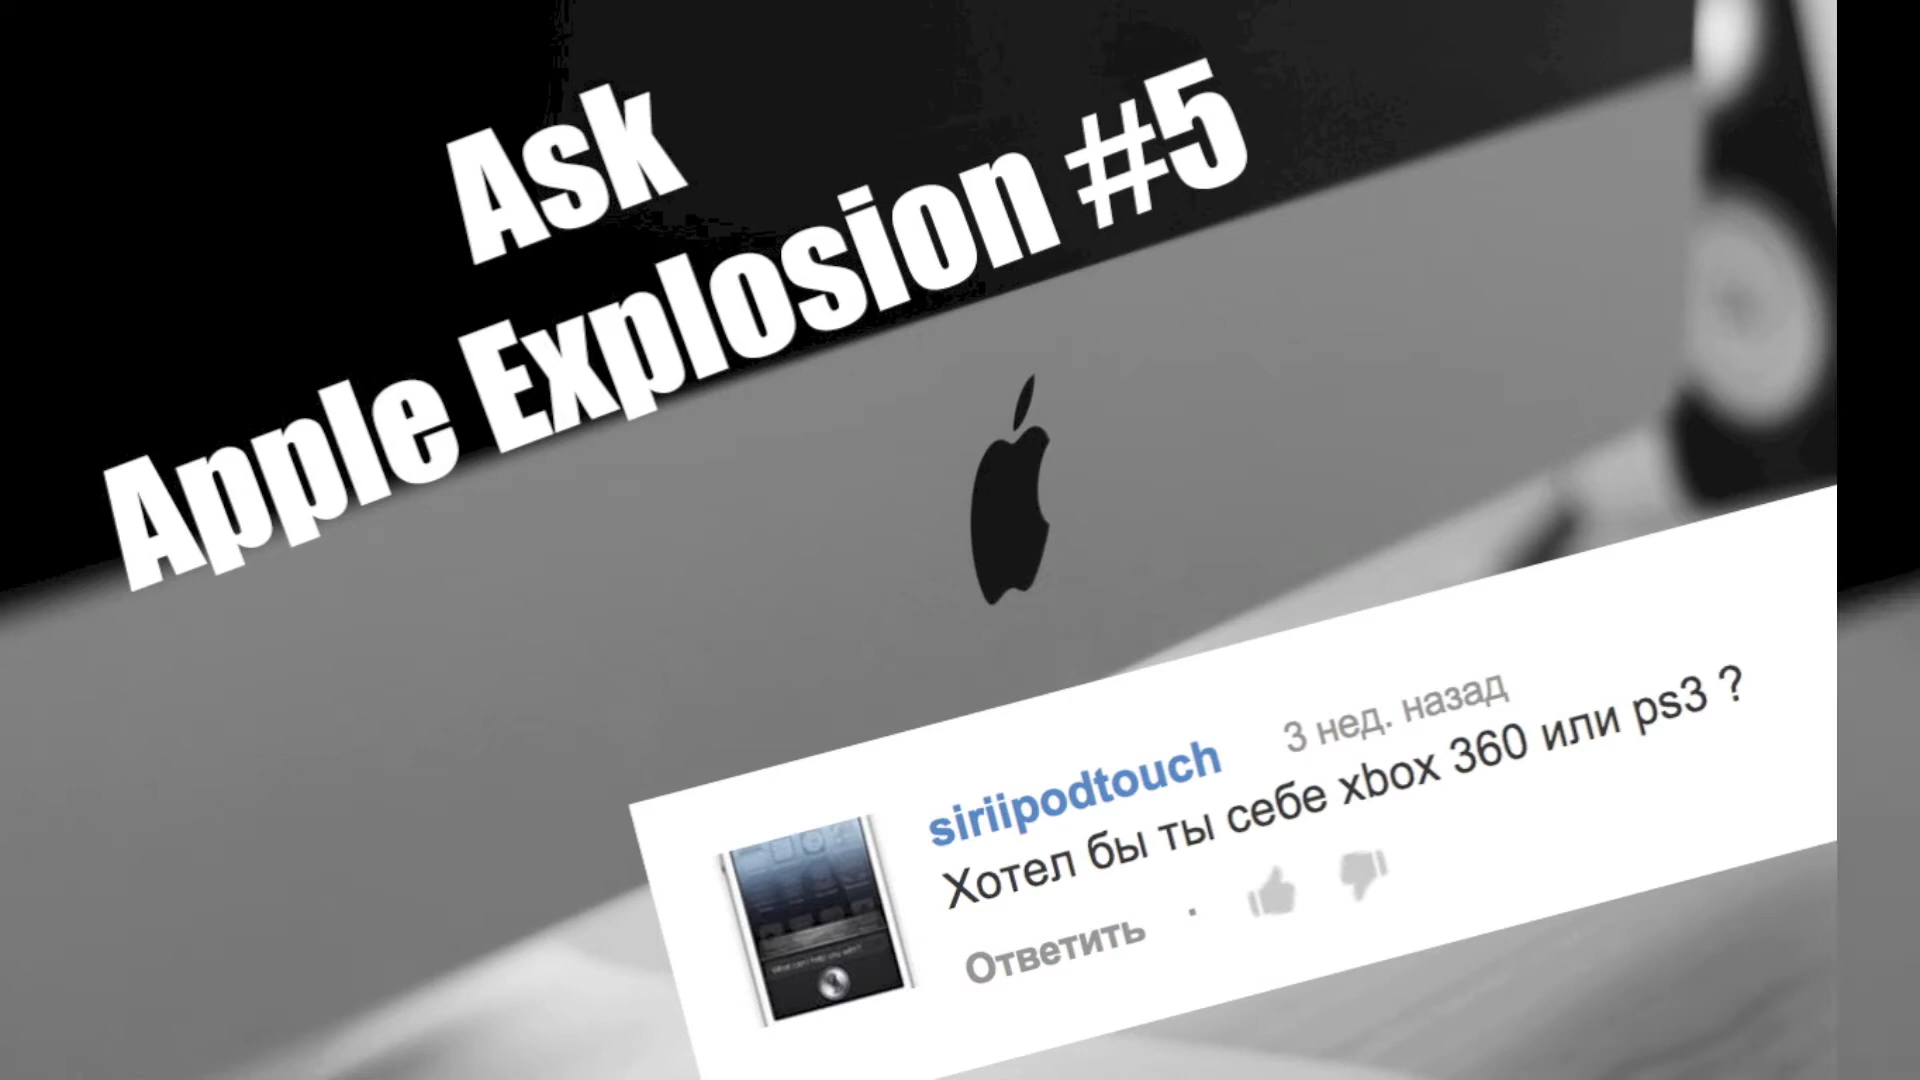 Ask
Apple Explosion #5
siriipodtouch 3 нед. назад
Хотел бы ты себе xbox 360 или ps3 ?
Ответить ·